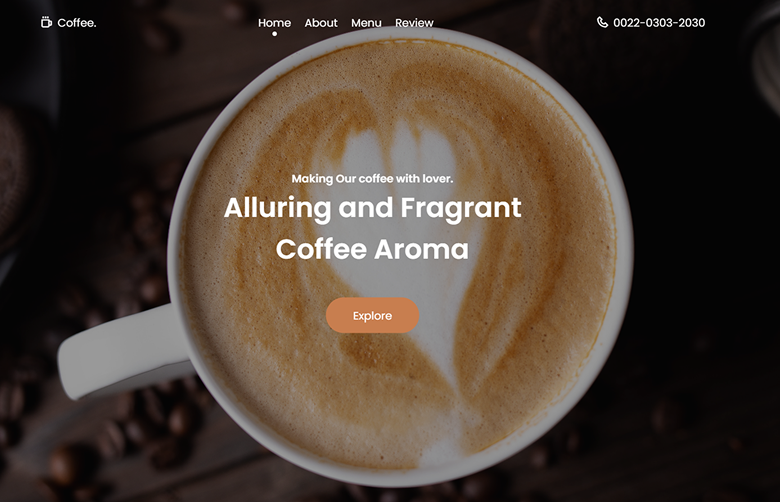 Coffee.
Home About Menu Review
0022-0303-2030
Making Our coffee with lover.
Alluring and Fragrant
Coffee Aroma
Explore